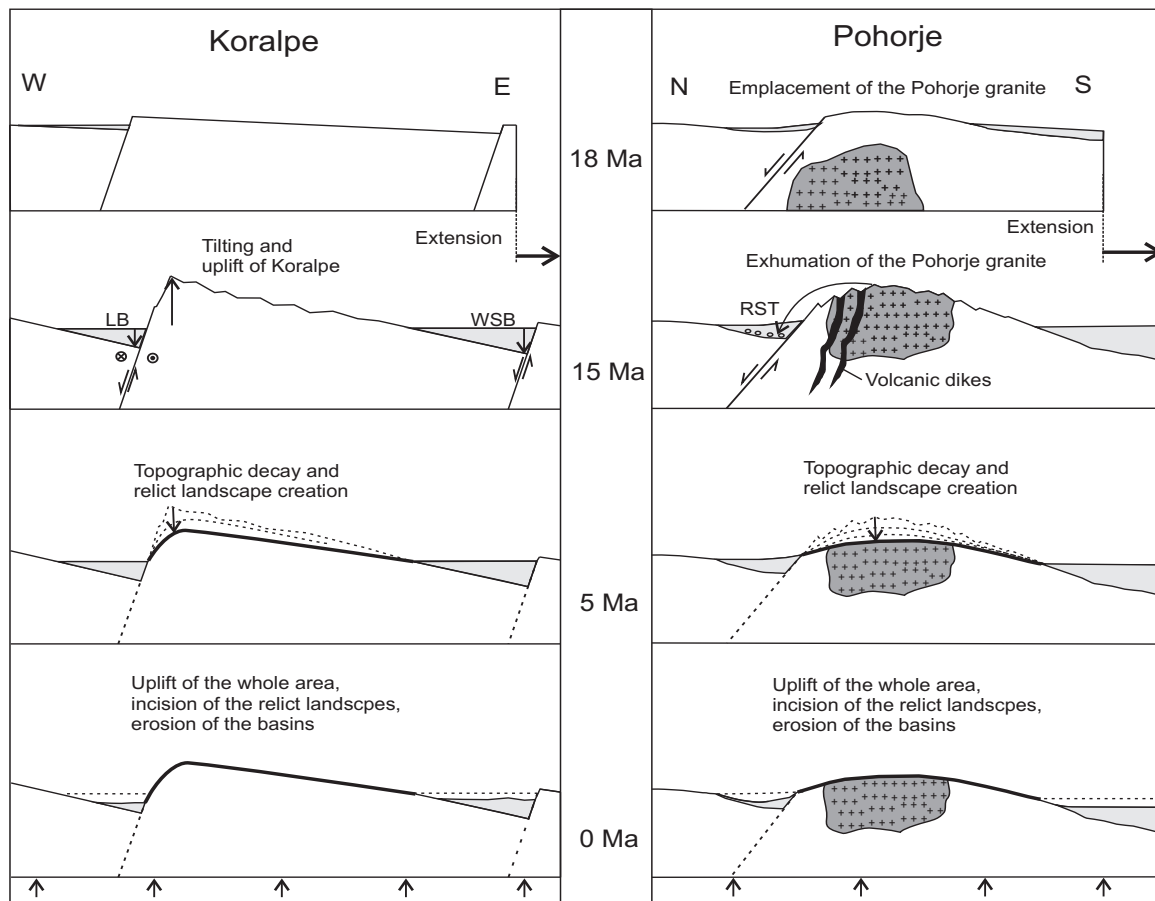 Koralpe
W
E
18 Ma
Pohorje
N
Emplacement of the Pohorje granite
S
Extension
Tilting and
uplift of Koralpe
LB
WSB
15 Ma
Extension
Exhumation of the Pohorje granite
RST
Volcanic dikes
Topographic decay and
relict landscape creation
5 Ma
Topographic decay and
relict landscape creation
Uplift of the whole area,
incision of the relict landscpes,
erosion of the basins
0 Ma
Uplift of the whole area,
incision of the relict landscpes,
erosion of the basins